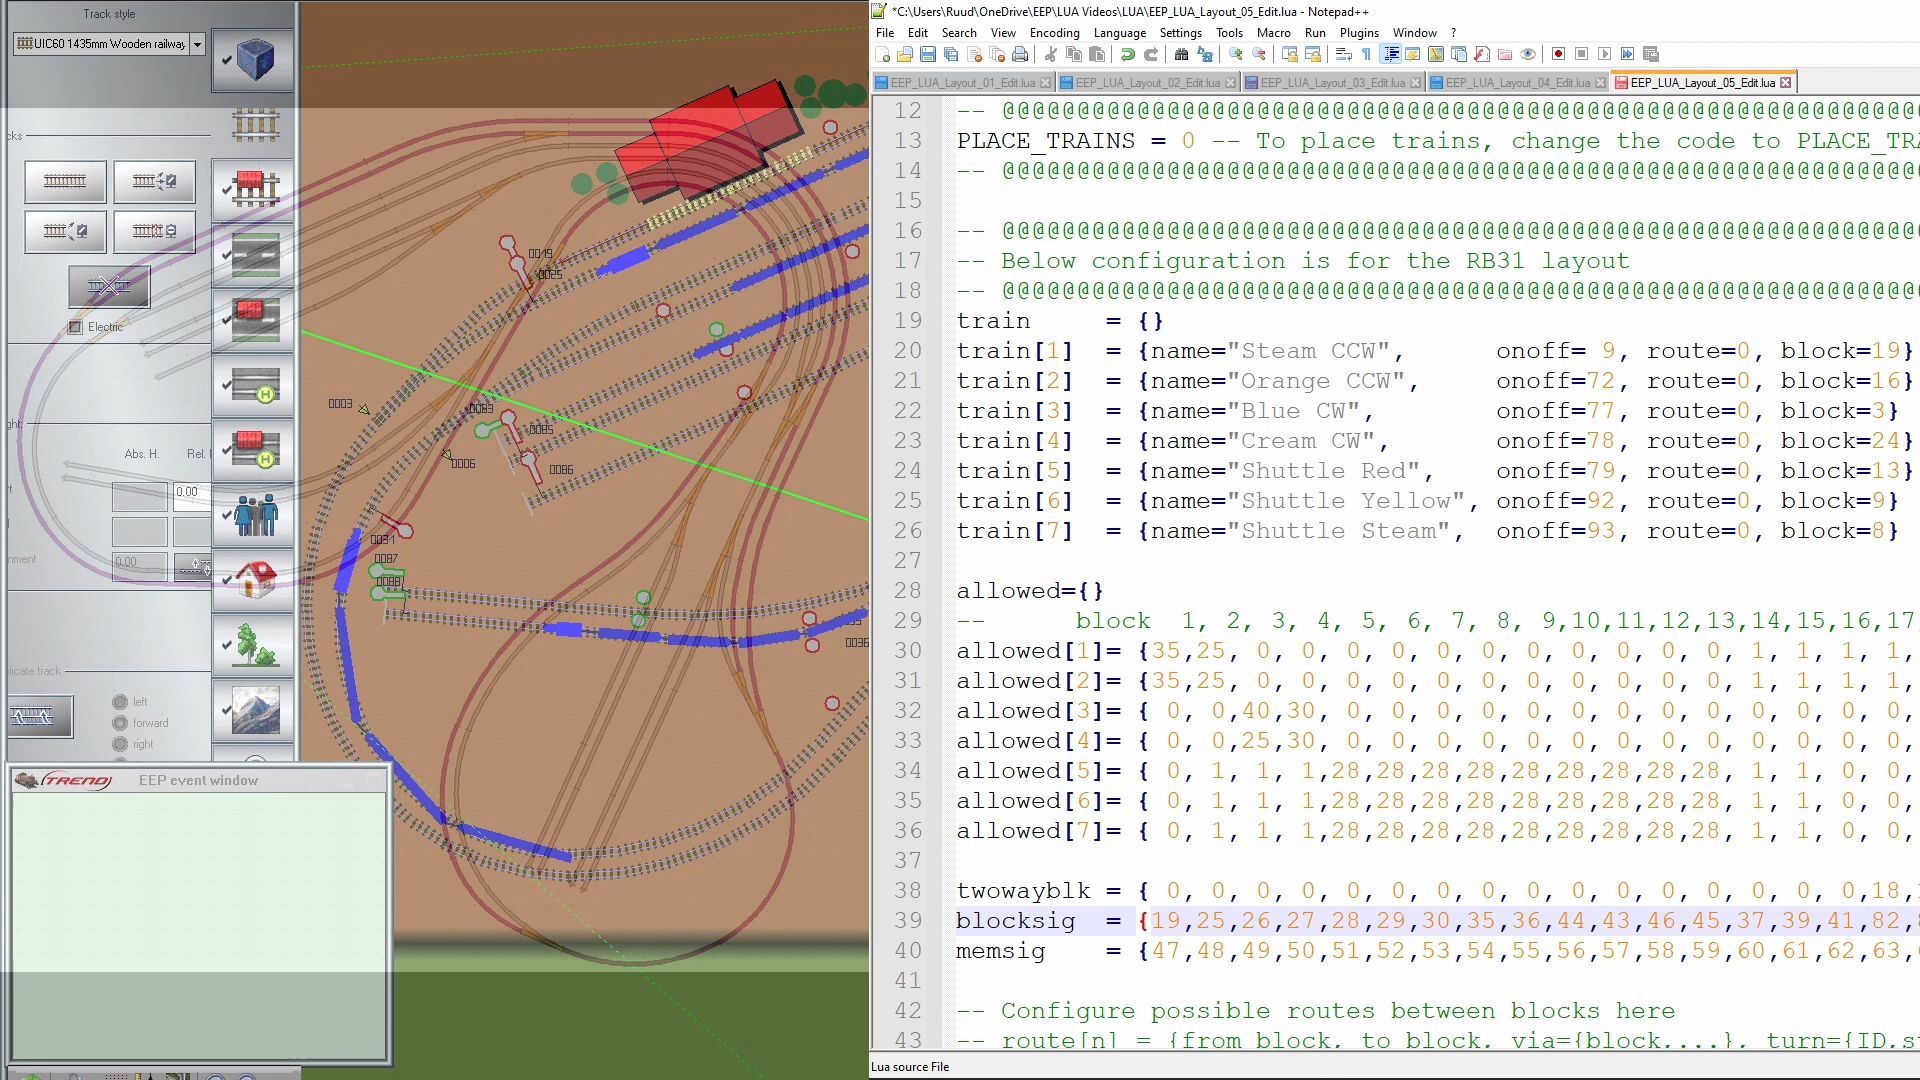 Track style
UIC60 1435mm Wooden railway
Electric
Abs. H.
Rel.
0.00
0.00
left
forward
right
TREND
EEP event window
0019
0025
0003
0083
0085
0006
0086
0031
0087
0088
0036
*C:\Users\Ruud\OneDrive\EEP\LUA Videos\LUA\EEP_LUA_Layout_05_Edit.lua - Notepad++
File Edit Search View Encoding Language Settings Tools Macro Run Plugins Window ?
EEP_LUA_Layout_01_Edit.lua EEP_LUA_Layout_02_Edit.lua EEP_LUA_Layout_03_Edit.lua EEP_LUA_Layout_04_Edit.lua EEP_LUA_Layout_05_Edit.lua
12 -- @@@@@@@@@@@@@@@@@@@@@@@@@@@@@@@@@@@@@@@@@@@@@@@@@@@@@@@@@@@@@
13 PLACE_TRAINS = 0 -- To place trains, change the code to PLACE_TRA
14 -- @@@@@@@@@@@@@@@@@@@@@@@@@@@@@@@@@@@@@@@@@@@@@@@@@@@@@@@@@@@@@
15
16 -- @@@@@@@@@@@@@@@@@@@@@@@@@@@@@@@@@@@@@@@@@@@@@@@@@@@@@@@@@@@@@
17 -- Below configuration is for the RB31 layout
18 -- @@@@@@@@@@@@@@@@@@@@@@@@@@@@@@@@@@@@@@@@@@@@@@@@@@@@@@@@@@@@@
19 train     = {}
20 train[1]  = {name="Steam CCW",      onoff= 9, route=0, block=19}
21 train[2]  = {name="Orange CCW",     onoff=72, route=0, block=16}
22 train[3]  = {name="Blue CW",        onoff=77, route=0, block=3}
23 train[4]  = {name="Cream CW",       onoff=78, route=0, block=24}
24 train[5]  = {name="Shuttle Red",    onoff=79, route=0, block=13}
25 train[6]  = {name="Shuttle Yellow", onoff=92, route=0, block=9}
26 train[7]  = {name="Shuttle Steam",  onoff=93, route=0, block=8}
27
28 allowed={}
29 --      block  1, 2, 3, 4, 5, 6, 7, 8, 9,10,11,12,13,14,15,16,17
30 allowed[1]= {35,25, 0, 0, 0, 0, 0, 0, 0, 0, 0, 0, 0, 1, 1, 1, 1,
31 allowed[2]= {35,25, 0, 0, 0, 0, 0, 0, 0, 0, 0, 0, 0, 1, 1, 1, 1,
32 allowed[3]= { 0, 0,40,30, 0, 0, 0, 0, 0, 0, 0, 0, 0, 0, 0, 0, 0,
33 allowed[4]= { 0, 0,25,30, 0, 0, 0, 0, 0, 0, 0, 0, 0, 0, 0, 0, 0,
34 allowed[5]= { 0, 1, 1, 1,28,28,28,28,28,28,28,28,28, 1, 1, 0, 0,
35 allowed[6]= { 0, 1, 1, 1,28,28,28,28,28,28,28,28,28, 1, 1, 0, 0,
36 allowed[7]= { 0, 1, 1, 1,28,28,28,28,28,28,28,28,28, 1, 1, 0, 0,
37
38 twowayblk = { 0, 0, 0, 0, 0, 0, 0, 0, 0, 0, 0, 0, 0, 0, 0, 0,18,
39 blocksig  = {19,25,26,27,28,29,30,35,36,44,43,46,45,37,39,41,82,
40 memsig    = {47,48,49,50,51,52,53,54,55,56,57,58,59,60,61,62,63,
41
42 -- Configure possible routes between blocks here
43 -- route[n] = {from block, to block, via={block,...}, turn={ID,s
Lua source File